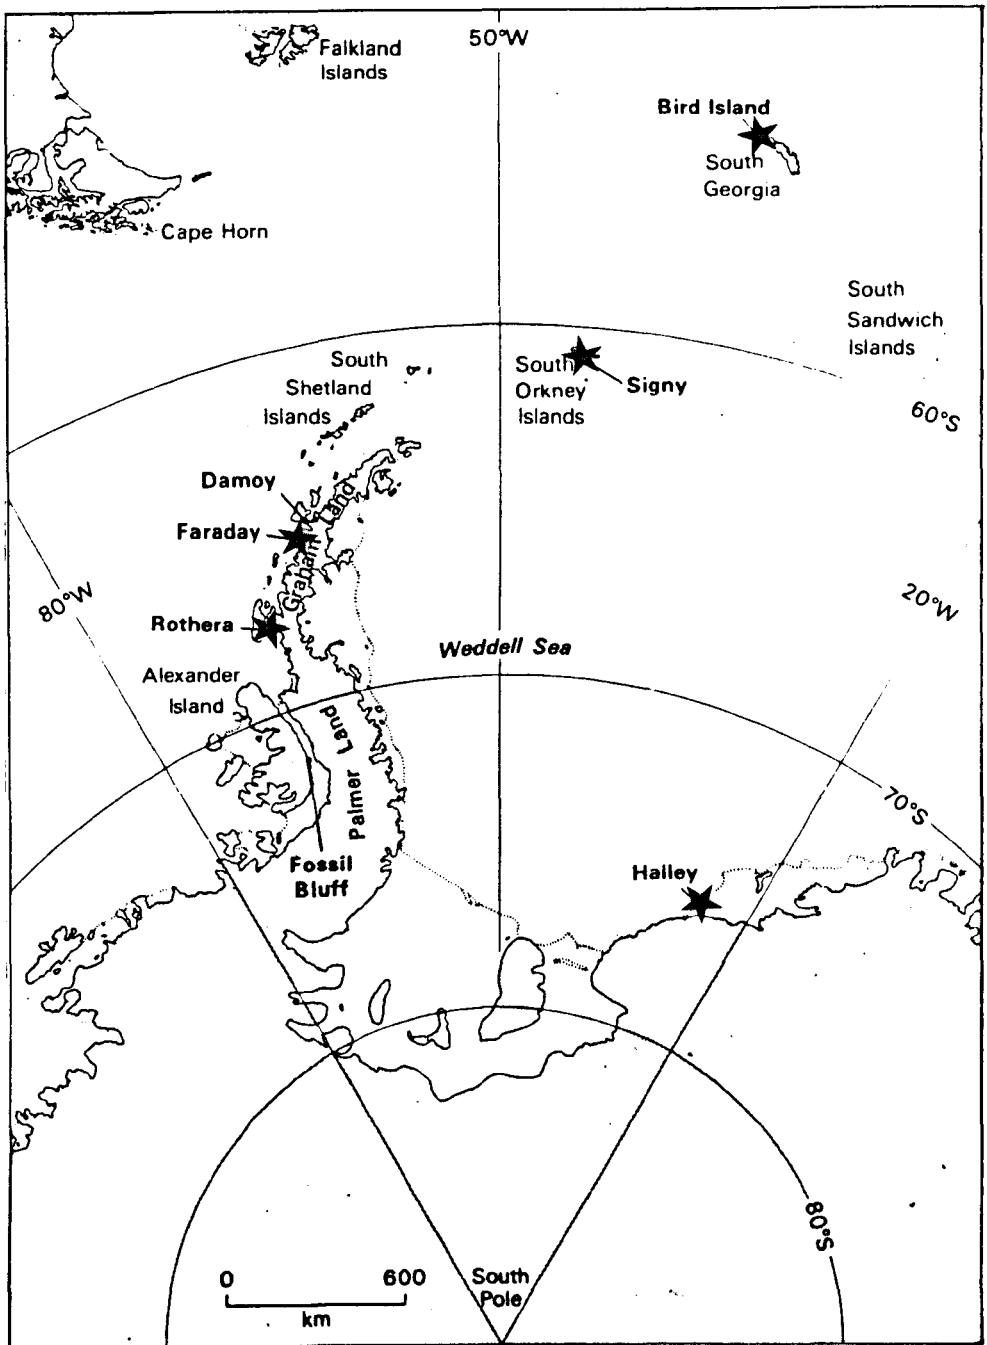 50°W
Falkland
Islands
Bird Island
South
Georgia
Cape Horn
South
Sandwich
Islands
South
Shetland
Islands
South
Orkney
Islands
Signy
60°S
Damoy
Faraday
Graham Land
80°W
20°W
Rothera
Weddell Sea
Alexander
Island
Palmer Land
70°S
Fossil
Bluff
Halley
80°S
0 600
km
South
Pole